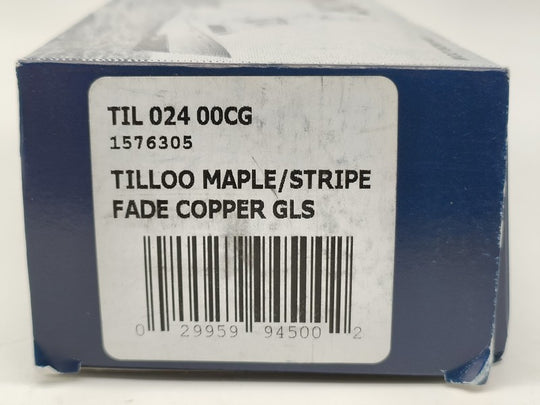 TIL 024 00CG
1576305
TILLOO MAPLE/STRIPE
FADE COPPER GLS
0 29959 94500 2